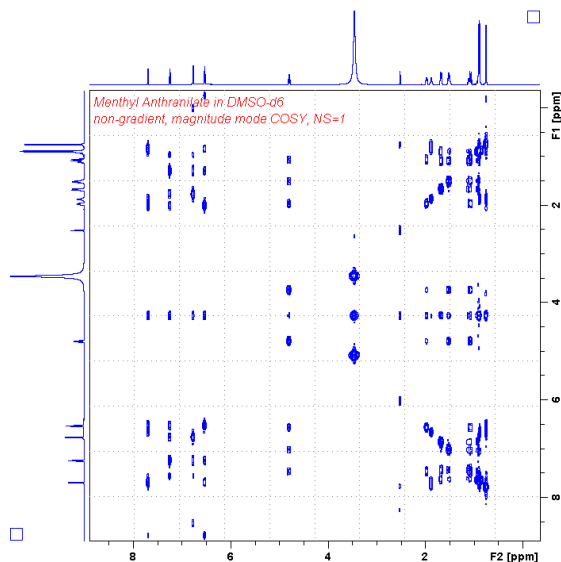 Menthyl Anthranilate in DMSO-d6
non-gradient, magnitude mode COSY, NS=1
F1 [ppm]
2
4
6
8
8
6
4
2
F2 [ppm]